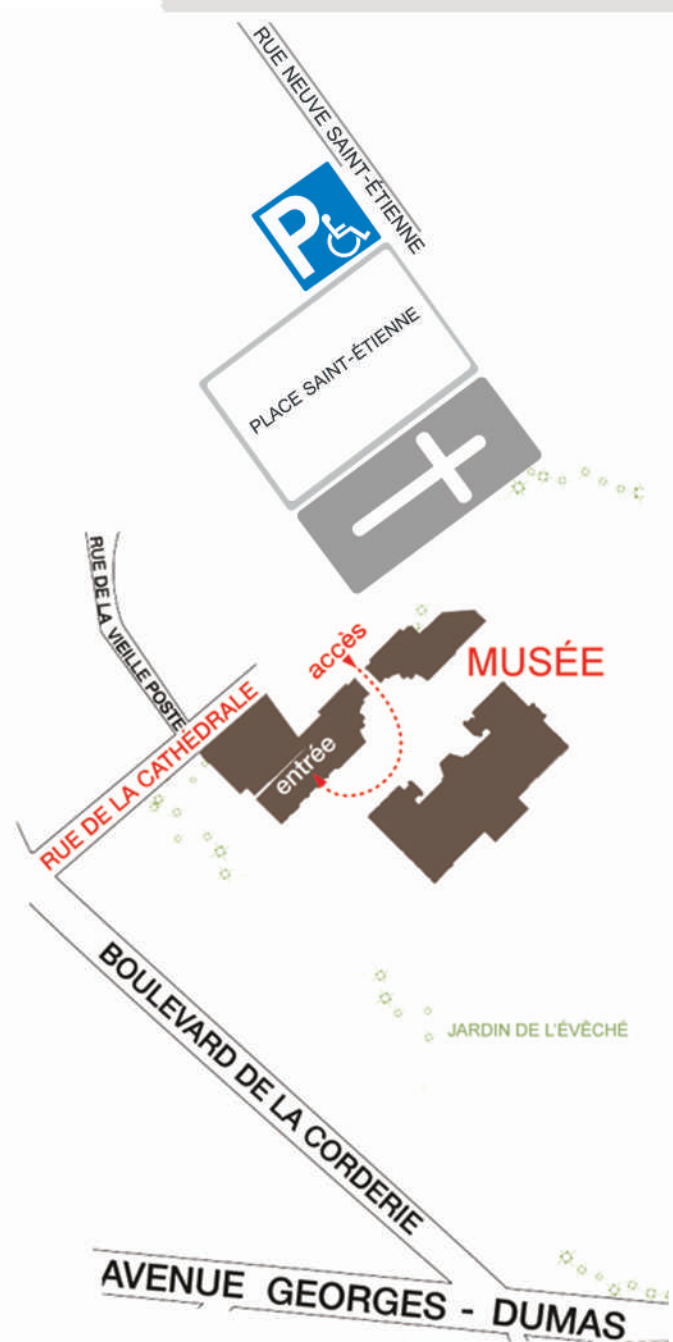 RUE NEUVE SAINT-ÉTIENNE
P
PLACE SAINT-ÉTIENNE
RUE DE LA VIEILLE POSTE
accès
MUSÉE
RUE DE LA CATHÉDRALE
entrée
BOULEVARD DE LA CORDERIE
JARDIN DE L'ÉVÈCHÉ
AVENUE GEORGES - DUMAS